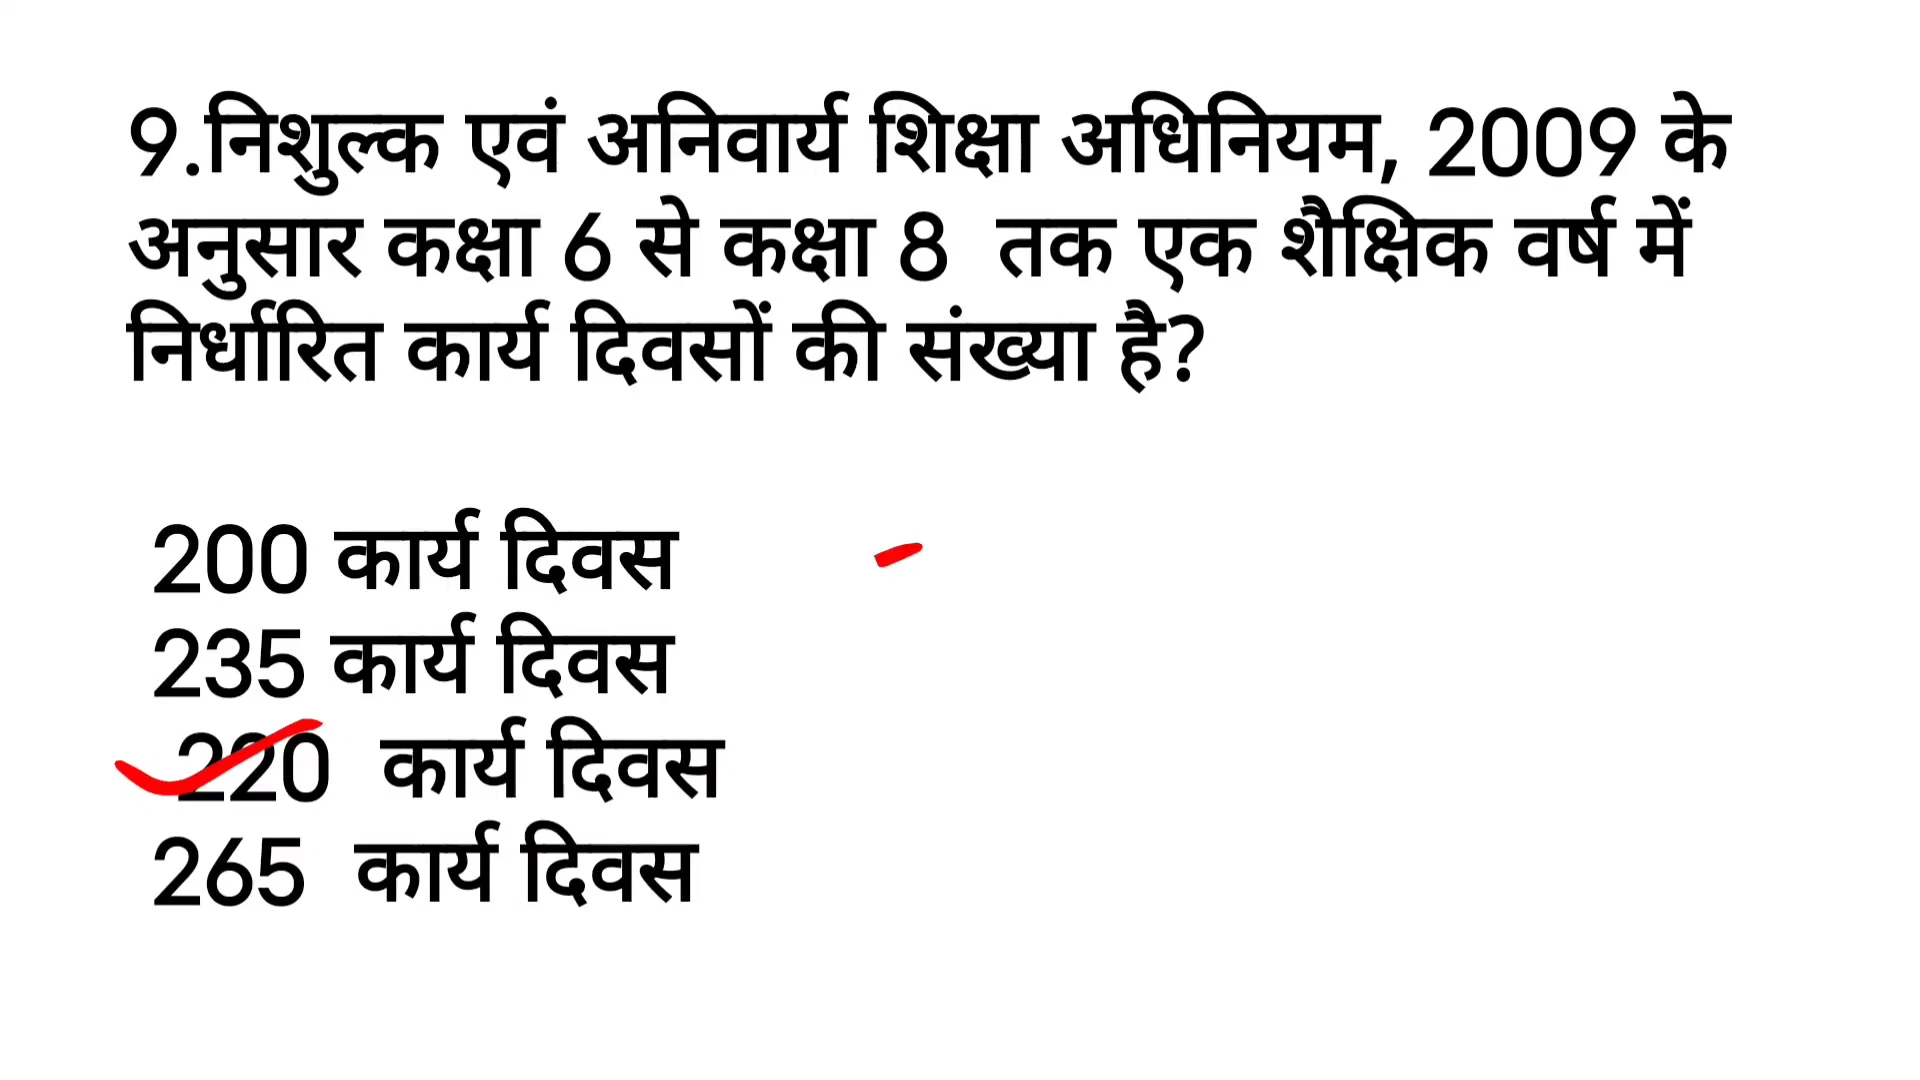 9.निशुल्क एवं अनिवार्य शिक्षा अधिनियम, 2009 के
अनुसार कक्षा 6 से कक्षा 8 तक एक शैक्षिक वर्ष में
निर्धारित कार्य दिवसों की संख्या है?
200 कार्य दिवस
235 कार्य दिवस
220 कार्य दिवस
265 कार्य दिवस